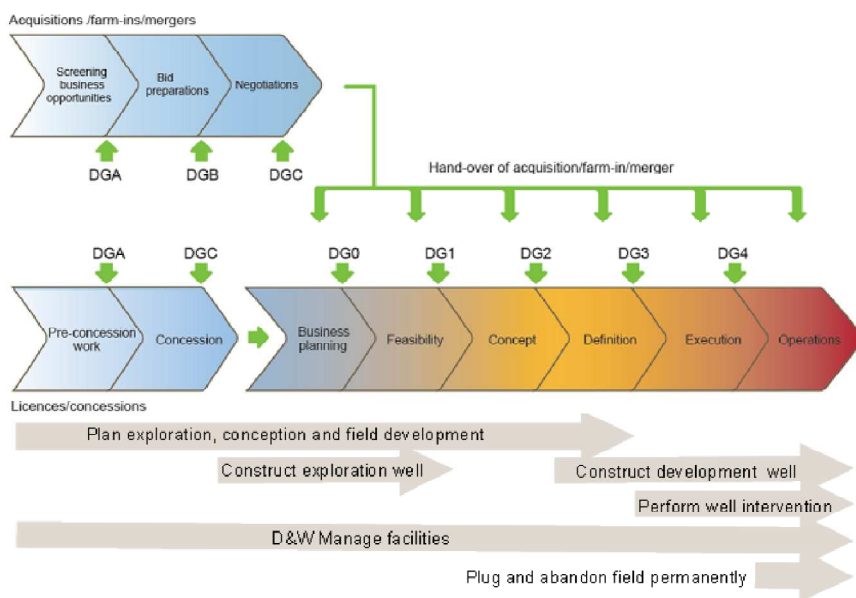 Acquisitions /farm-ins/mergers
Screening
business
opportunities
Bid
preparations
Negotiations
DGA
DGB
DGC
Hand-over of acquisition/farm-in/merger
DGA
DGC
DG0
DG1
DG2
DG3
DG4
Pre-concession
work
Concession
Business
planning
Feasibility
Concept
Definition
Execution
Operations
Licences/concessions
Plan exploration, conception and field development
Construct exploration well
Construct development well
Perform well intervention
D&W Manage facilities
Plug and abandon field permanently